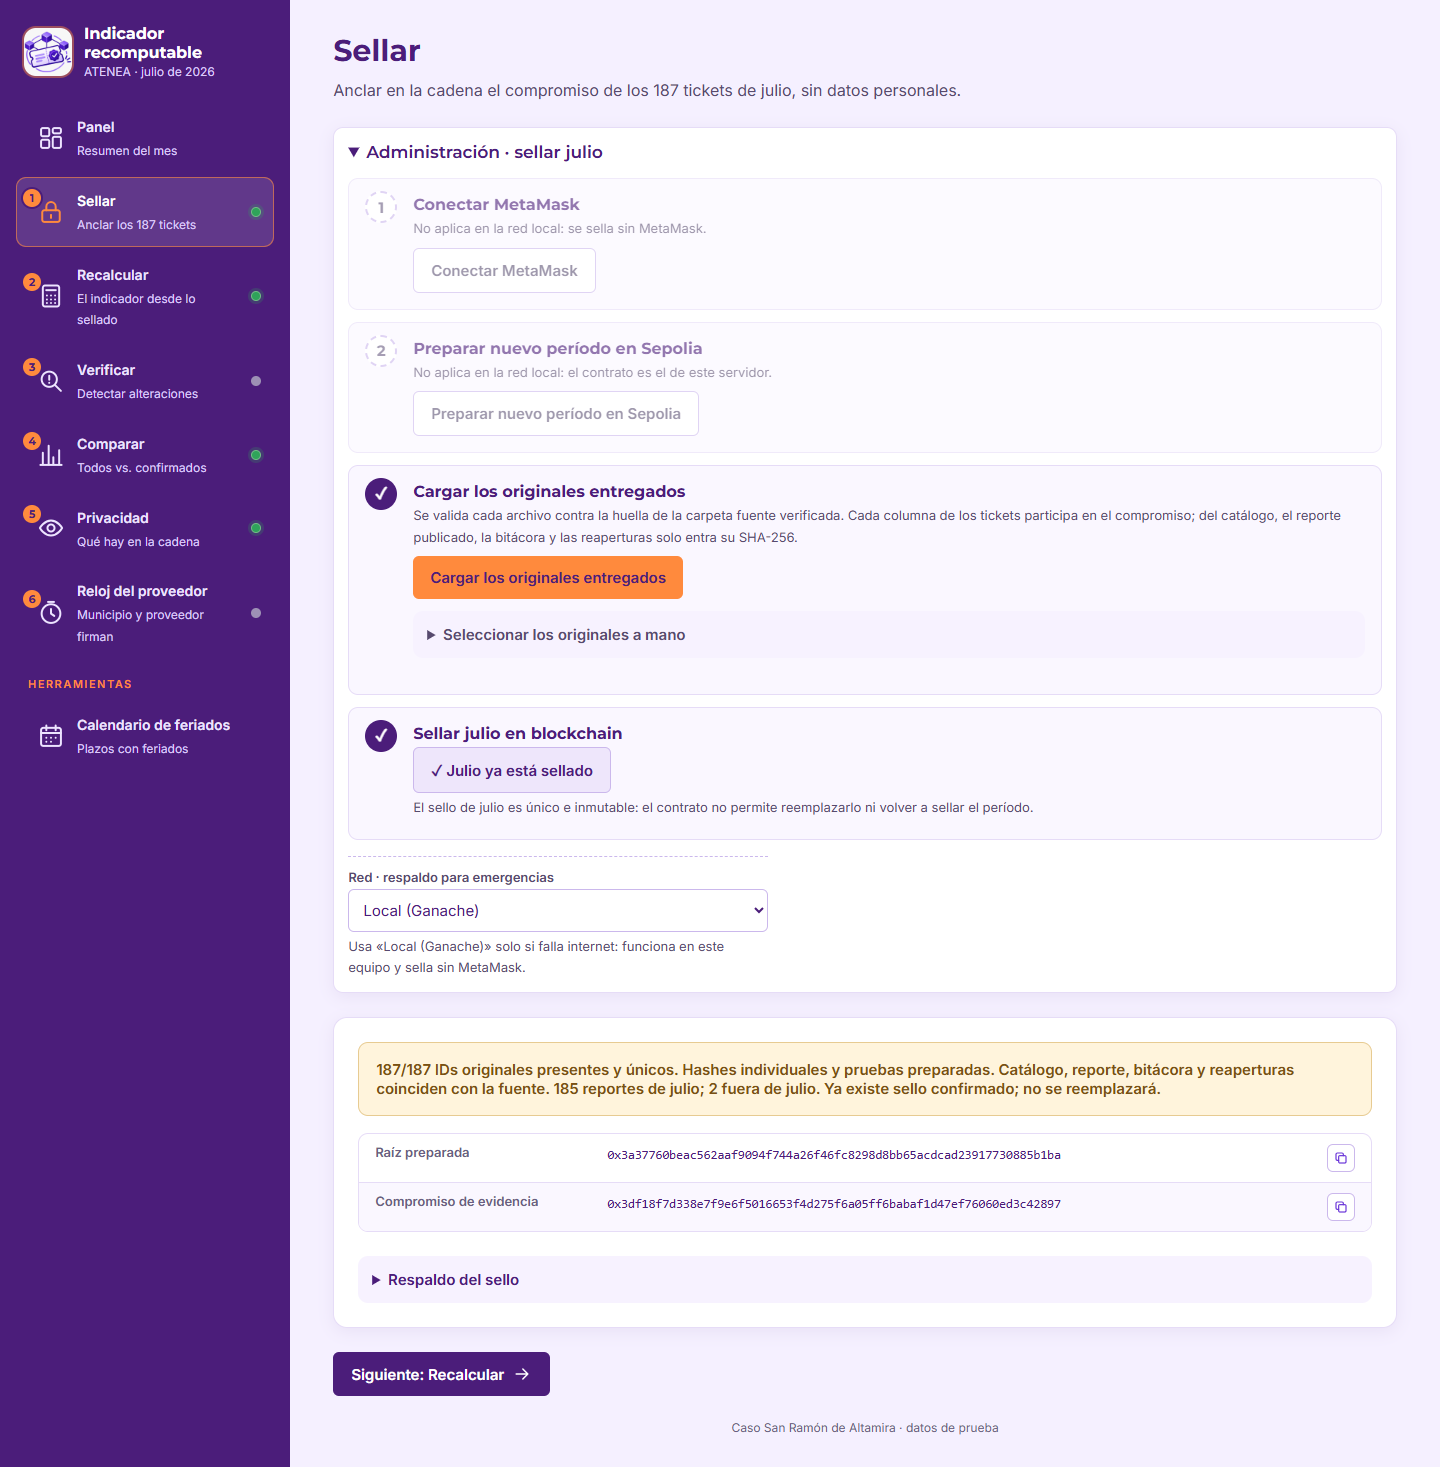 Indicador
recomputable
ATENEA · julio de 2026
Panel
Resumen del mes
1
Sellar
Anclar los 187 tickets
2
Recalcular
El indicador desde lo
sellado
3
Verificar
Detectar alteraciones
4
Comparar
Todos vs. confirmados
5
Privacidad
Qué hay en la cadena
6
Reloj del proveedor
Municipio y proveedor
firman
HERRAMIENTAS
Calendario de feriados
Plazos con feriados
Sellar
Anclar en la cadena el compromiso de los 187 tickets de julio, sin datos personales.
▼ Administración · sellar julio
1
Conectar MetaMask
No aplica en la red local: se sella sin MetaMask.
Conectar MetaMask
2
Preparar nuevo período en Sepolia
No aplica en la red local: el contrato es el de este servidor.
Preparar nuevo período en Sepolia
✓
Cargar los originales entregados
Se valida cada archivo contra la huella de la carpeta fuente verificada. Cada columna de los tickets participa en el compromiso; del catálogo, el reporte
publicado, la bitácora y las reaperturas solo entra su SHA-256.
Cargar los originales entregados
▶ Seleccionar los originales a mano
✓
Sellar julio en blockchain
✓ Julio ya está sellado
El sello de julio es único e inmutable: el contrato no permite reemplazarlo ni volver a sellar el período.
Red · respaldo para emergencias
Local (Ganache)
Usa «Local (Ganache)» solo si falla internet: funciona en este
equipo y sella sin MetaMask.
187/187 IDs originales presentes y únicos. Hashes individuales y pruebas preparadas. Catálogo, reporte, bitácora y reaperturas
coinciden con la fuente. 185 reportes de julio; 2 fuera de julio. Ya existe sello confirmado; no se reemplazará.
Raíz preparada
0x3a37760beac562aaf9094f744a26f46fc8298d8bb65acdcad23917730885b1ba
Compromiso de evidencia
0x3df18f7d338e7f9e6f5016653f4d275f6a05ff6babaf1d47ef76060ed3c42897
▶ Respaldo del sello
Siguiente: Recalcular →
Caso San Ramón de Altamira · datos de prueba